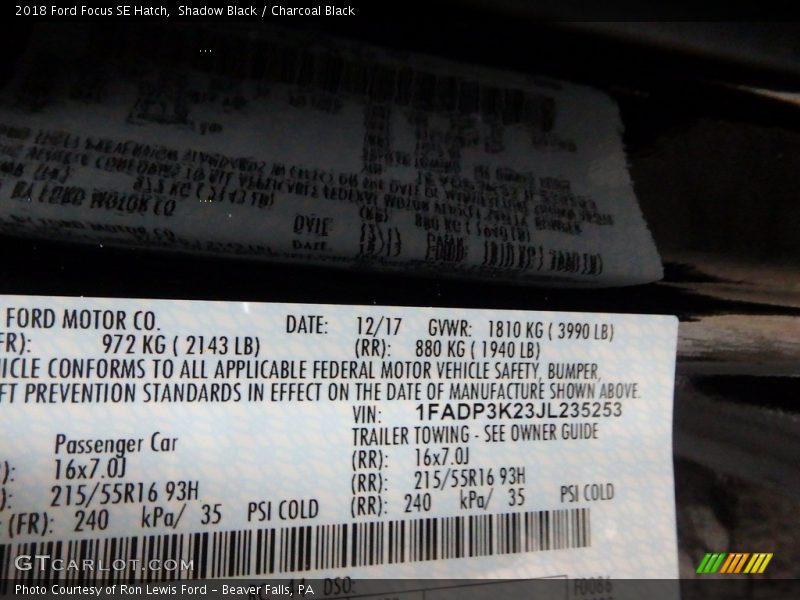 2018 Ford Focus SE Hatch,  Shadow Black / Charcoal Black
FORD MOTOR CO. DATE: 12/17 GVWR: 1810 KG ( 3990 LB)
FR): 972 KG ( 2143 LB) (RR): 880 KG ( 1940 LB)
ICLE CONFORMS TO ALL APPLICABLE FEDERAL MOTOR VEHICLE SAFETY, BUMPER,
FT PREVENTION STANDARDS IN EFFECT ON THE DATE OF MANUFACTURE SHOWN ABOVE.
VIN: 1FADP3K23JL235253
Passenger Car TRAILER TOWING - SEE OWNER GUIDE
): 16x7.0J (RR): 16x7.0J
): 215/55R16 93H (RR): 215/55R16 93H
(FR): 240 kPa/ 35 PSI COLD (RR): 240 kPa/ 35 PSI COLD
GTCarlot.com
DSO: F0086
Photo Courtesy of Ron Lewis Ford – Beaver Falls, PA